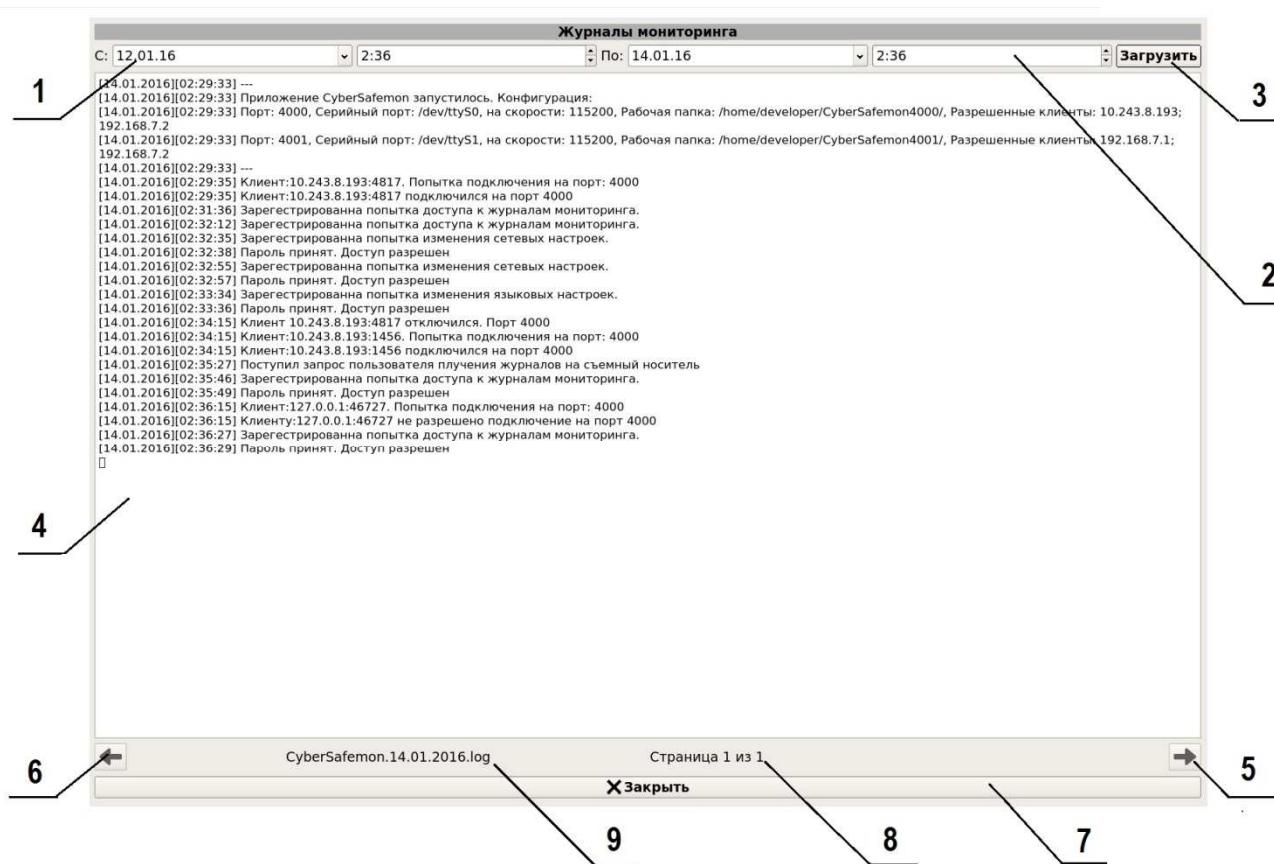 Журналы мониторинга
С: 12.01.16 2:36 По: 14.01.16 2:36 Загрузить
1
3
[14.01.2016][02:29:33] ---
[14.01.2016][02:29:33] Приложение CyberSafemon запустилось. Конфигурация:
[14.01.2016][02:29:33] Порт: 4000, Серийный порт: /dev/ttyS0, на скорости: 115200, Рабочая папка: /home/developer/CyberSafemon4000/, Разрешенные клиенты: 10.243.8.193;
192.168.7.2
[14.01.2016][02:29:33] Порт: 4001, Серийный порт: /dev/ttyS1, на скорости: 115200, Рабочая папка: /home/developer/CyberSafemon4001/, Разрешенные клиенты: 192.168.7.1;
192.168.7.2
[14.01.2016][02:29:33] ---
[14.01.2016][02:29:35] Клиент:10.243.8.193:4817. Попытка подключения на порт: 4000
[14.01.2016][02:29:35] Клиент:10.243.8.193:4817 подключился на порт 4000
[14.01.2016][02:31:36] Зарегестрированна попытка доступа к журналам мониторинга.
[14.01.2016][02:32:12] Зарегестрированна попытка доступа к журналам мониторинга.
[14.01.2016][02:32:35] Зарегестрированна попытка изменения сетевых настроек.
[14.01.2016][02:32:38] Пароль принят. Доступ разрешен
[14.01.2016][02:32:55] Зарегестрированна попытка изменения сетевых настроек.
[14.01.2016][02:32:57] Пароль принят. Доступ разрешен
[14.01.2016][02:33:34] Зарегестрированна попытка изменения языковых настроек.
[14.01.2016][02:33:36] Пароль принят. Доступ разрешен
[14.01.2016][02:34:15] Клиент 10.243.8.193:4817 отключился. Порт 4000
[14.01.2016][02:34:15] Клиент:10.243.8.193:1456. Попытка подключения на порт: 4000
[14.01.2016][02:34:15] Клиент:10.243.8.193:1456 подключился на порт 4000
[14.01.2016][02:35:27] Поступил запрос пользователя плучения журналов на съемный носитель
[14.01.2016][02:35:46] Зарегестрированна попытка доступа к журналам мониторинга.
[14.01.2016][02:35:49] Пароль принят. Доступ разрешен
[14.01.2016][02:36:15] Клиент:127.0.0.1:46727. Попытка подключения на порт: 4000
[14.01.2016][02:36:15] Клиенту:127.0.0.1:46727 не разрешено подключение на порт 4000
[14.01.2016][02:36:27] Зарегестрированна попытка доступа к журналам мониторинга.
[14.01.2016][02:36:29] Пароль принят. Доступ разрешен
2
4
CyberSafemon.14.01.2016.log Страница 1 из 1
6
5
Закрыть
9
8
7